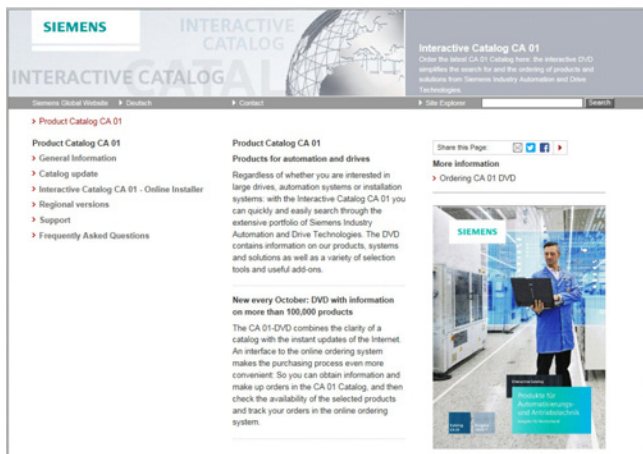 SIEMENS
INTERACTIVE
CATALOG
CATAL
INTERACTIVE CATALOG
Interactive Catalog CA 01
Order the latest CA 01 Catalog here: the interactive DVD
simplifies the search for and the ordering of products and
solutions from Siemens Industry Automation and Drive
Technologies.
Siemens Global Website
Deutsch
Contact
Site Explorer
Search
Product Catalog CA 01
Product Catalog CA 01
General Information
Catalog update
Interactive Catalog CA 01 - Online Installer
Regional versions
Support
Frequently Asked Questions
Product Catalog CA 01
Products for automation and drives
Regardless of whether you are interested in
large drives, automation systems or installation
systems: with the Interactive Catalog CA 01 you
can quickly and easily search through the
extensive portfolio of Siemens Industry
Automation and Drive Technologies. The DVD
contains information on our products, systems
and solutions as well as a variety of selection
tools and useful add-ons.
New every October: DVD with information
on more than 100,000 products
The CA 01-DVD combines the clarity of a
catalog with the instant updates of the Internet.
An interface to the online ordering system
makes the purchasing process even more
convenient: So you can obtain information and
make up orders in the CA 01 Catalog, and then
check the availability of the selected products
and track your orders in the online ordering
system.
Share this Page:
More information
Ordering CA 01 DVD
SIEMENS
Produkte für
Automatisierungs-
und Antriebstechnik